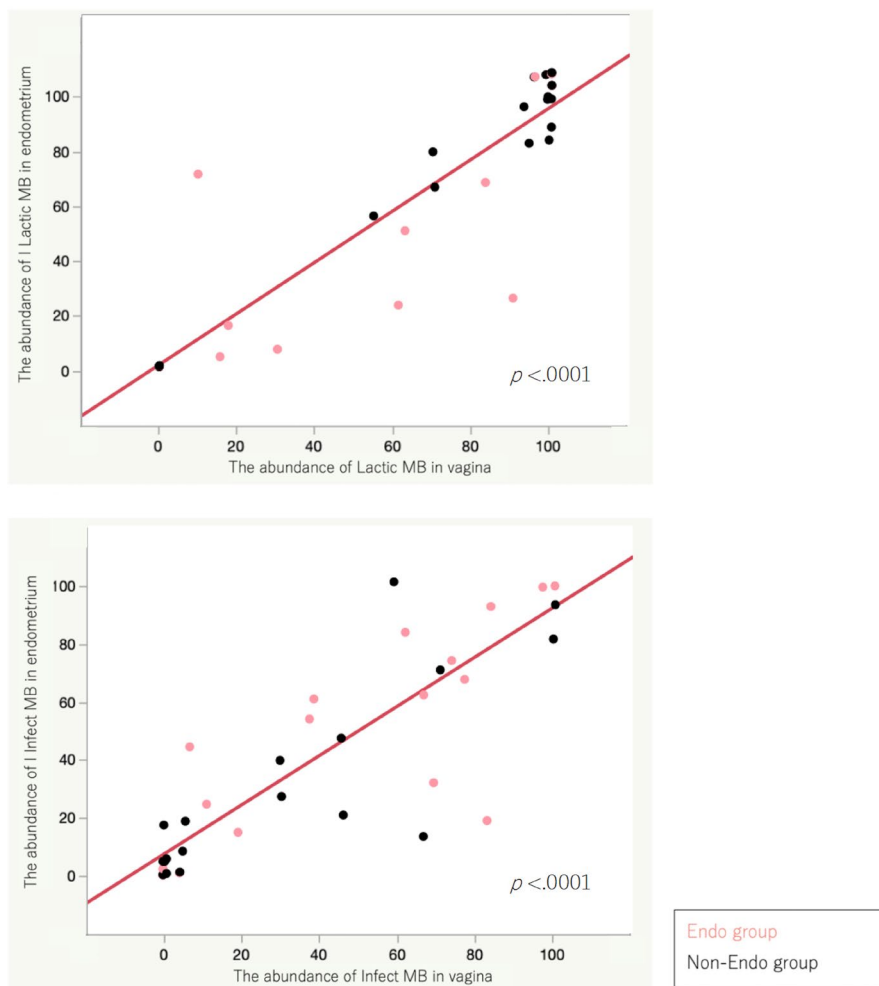 The abundance of l Lactic MB in endometrium
100
80
60
40
20
0
p <.0001
0 20 40 60 80 100
The abundance of Lactic MB in vagina
The abundance of l Infect MB in endometrium
100
80
60
40
20
0
p <.0001
0 20 40 60 80 100
The abundance of Infect MB in vagina
Endo group
Non-Endo group